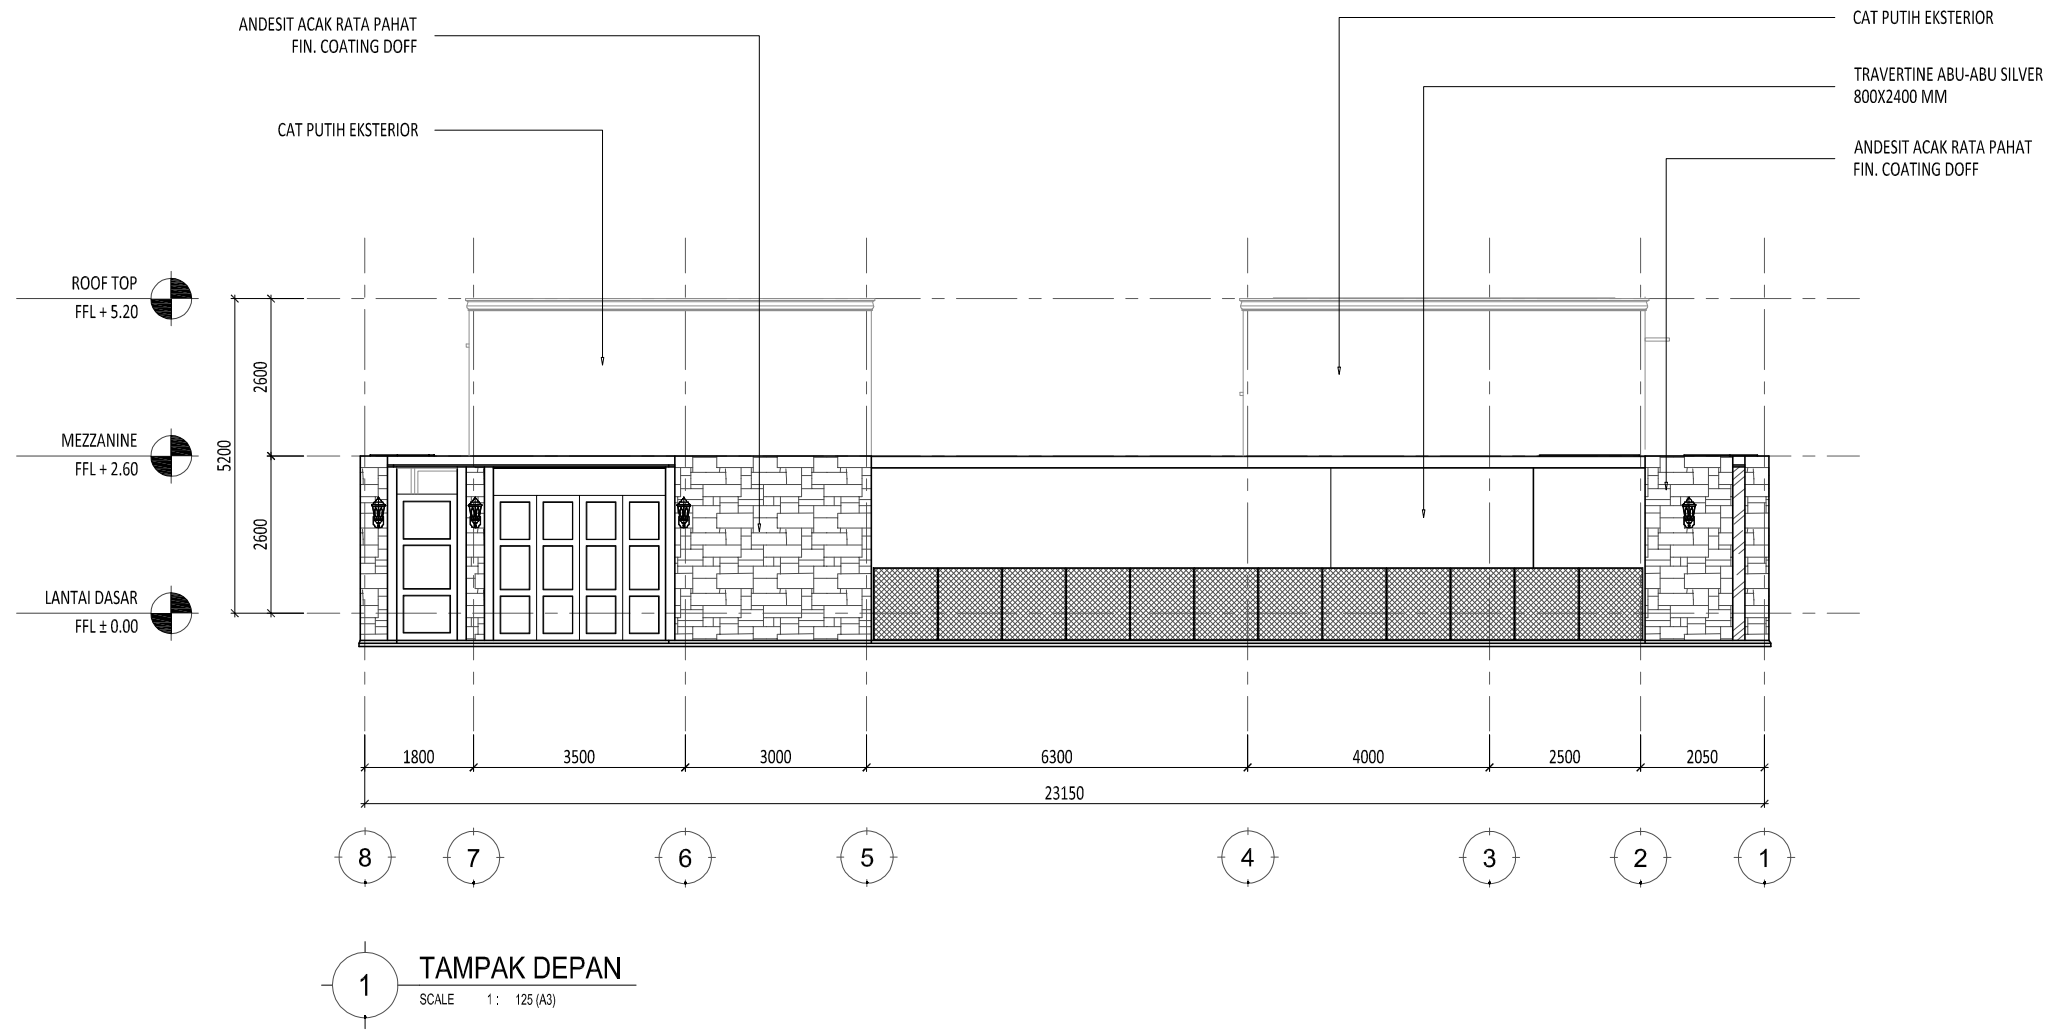 ANDESIT ACAK RATA PAHAT
FIN. COATING DOFF
CAT PUTIH EKSTERIOR
CAT PUTIH EKSTERIOR
TRAVERTINE ABU-ABU SILVER
800X2400 MM
ANDESIT ACAK RATA PAHAT
FIN. COATING DOFF
ROOF TOP
FFL + 5.20
MEZZANINE
FFL + 2.60
LANTAI DASAR
FFL ± 0.00
2600
5200
2600
1800 3500 3000 6300 4000 2500 2050
23150
8 7 6 5 4 3 2 1
1 TAMPAK DEPAN
SCALE 1 : 125 (A3)